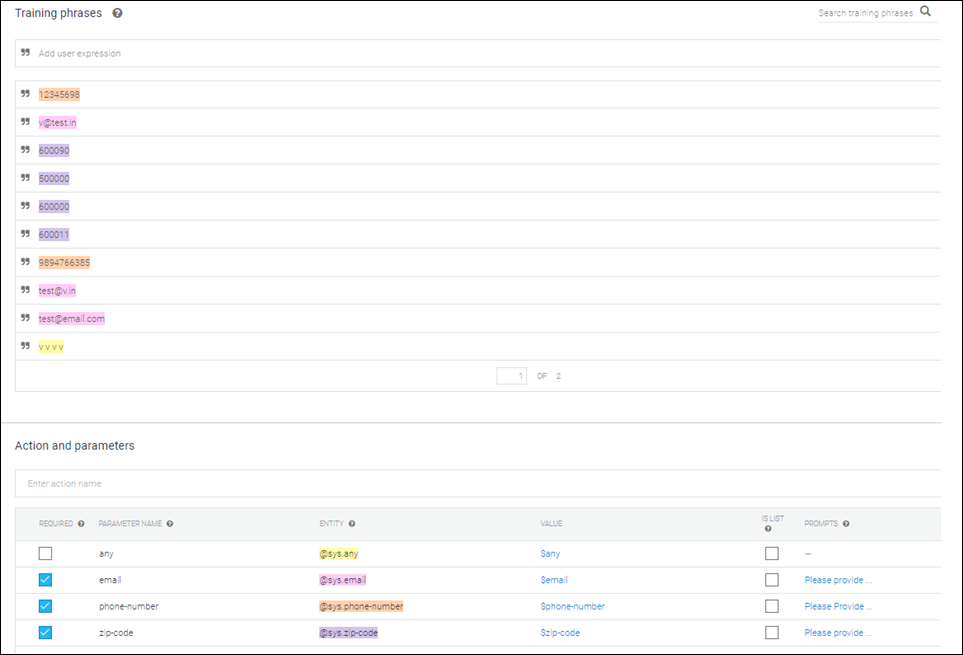 Training phrases
Search training phrases
Add user expression
12345698
v@test.in
600090
500000
600000
600011
9894766385
test@v.in
test@email.com
v v v v
1 OF 2
Action and parameters
Enter action name
REQUIRED PARAMETER NAME ENTITY VALUE IS LIST PROMPTS
any @sys.any $any –
email @sys.email $email Please provide ...
phone-number @sys.phone-number $phone-number Please Provide ...
zip-code @sys.zip-code $zip-code Please provide ...